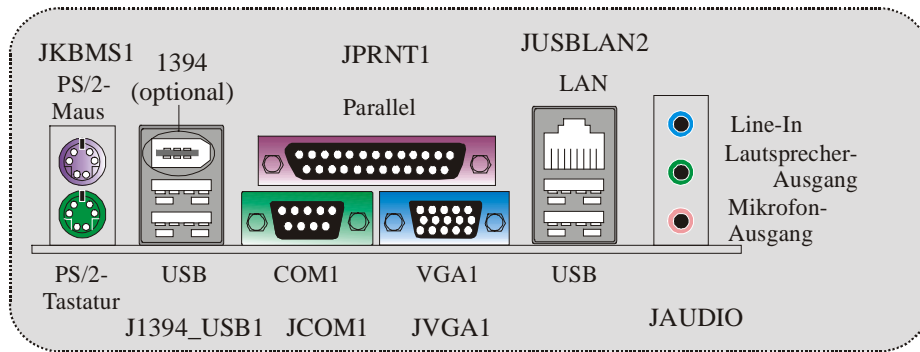 JKBMS1
PS/2-
Maus
1394
(optional)
JPRNT1
Parallel
JUSBLAN2
LAN
Line-In
Lautsprecher-
Ausgang
Mikrofon-
Ausgang
PS/2-
Tastatur
USB
COM1
VGA1
USB
J1394_USB1
JCOM1
JVGA1
JAUDIO